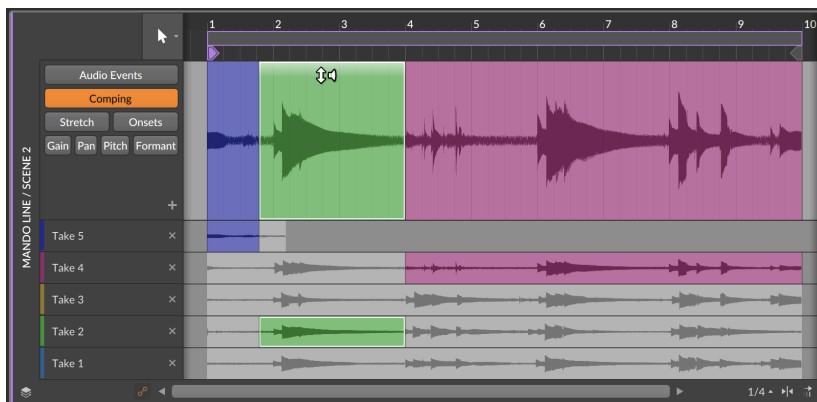 1 2 3 4 5 6 7 8 9 10
Audio Events
Comping
Stretch Onsets
Gain Pan Pitch Formant
+
MANDO LINE / SCENE 2
Take 5 ×
Take 4 ×
Take 3 ×
Take 2 ×
Take 1 ×
1/4